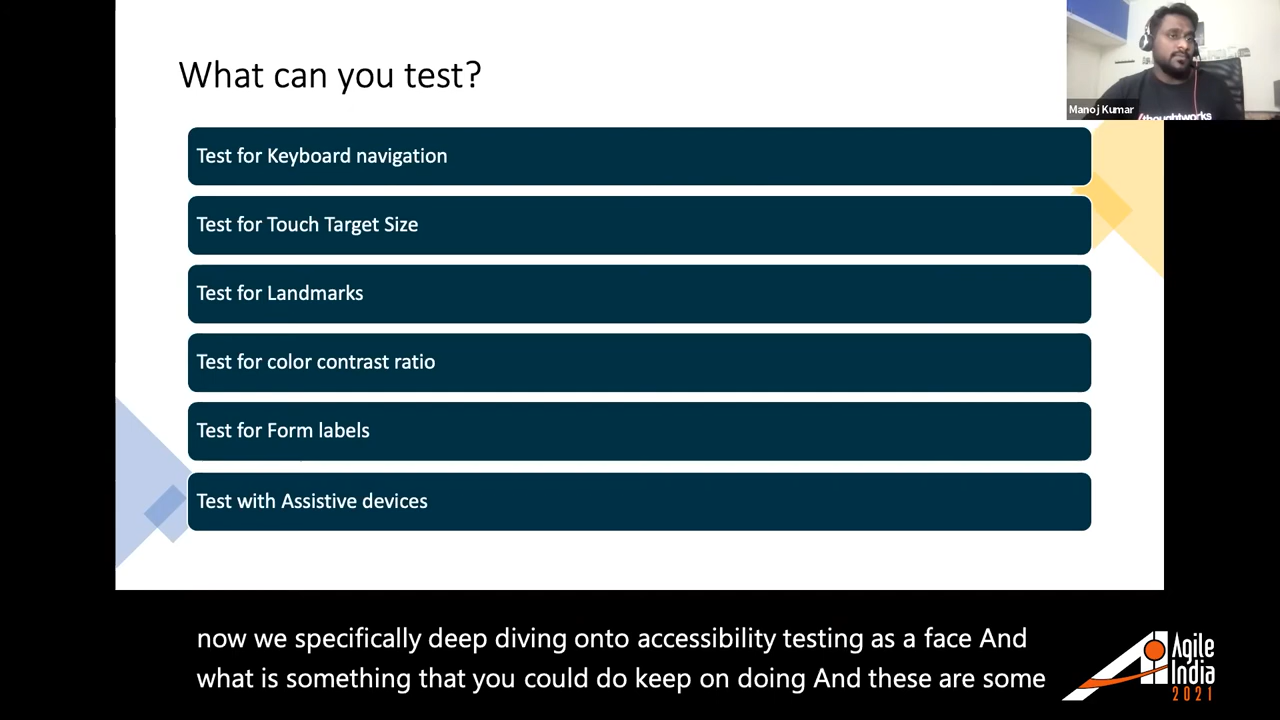 What can you test?
Manoj Kumar
/thoughtworks
Test for Keyboard navigation
Test for Touch Target Size
Test for Landmarks
Test for color contrast ratio
Test for Form labels
Test with Assistive devices
now we specifically deep diving onto accessibility testing as a face And
what is something that you could do keep on doing And these are some
Agile
India
2021